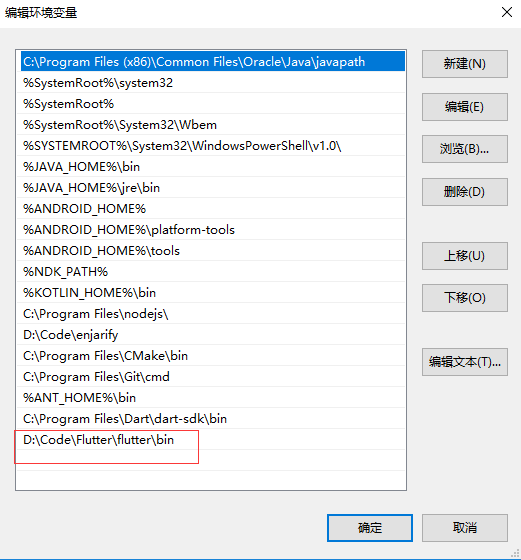 编辑环境变量
C:\Program Files (x86)\Common Files\Oracle\Java\javapath
%SystemRoot%\system32
%SystemRoot%
%SystemRoot%\System32\Wbem
%SYSTEMROOT%\System32\WindowsPowerShell\v1.0\
%JAVA_HOME%\bin
%JAVA_HOME%\jre\bin
%ANDROID_HOME%
%ANDROID_HOME%\platform-tools
%ANDROID_HOME%\tools
%NDK_PATH%
%KOTLIN_HOME%\bin
C:\Program Files\nodejs\
D:\Code\enjarify
C:\Program Files\CMake\bin
C:\Program Files\Git\cmd
%ANT_HOME%\bin
C:\Program Files\Dart\dart-sdk\bin
D:\Code\Flutter\flutter\bin
新建(N)
编辑(E)
浏览(B)...
删除(D)
上移(U)
下移(O)
编辑文本(T)...
确定
取消